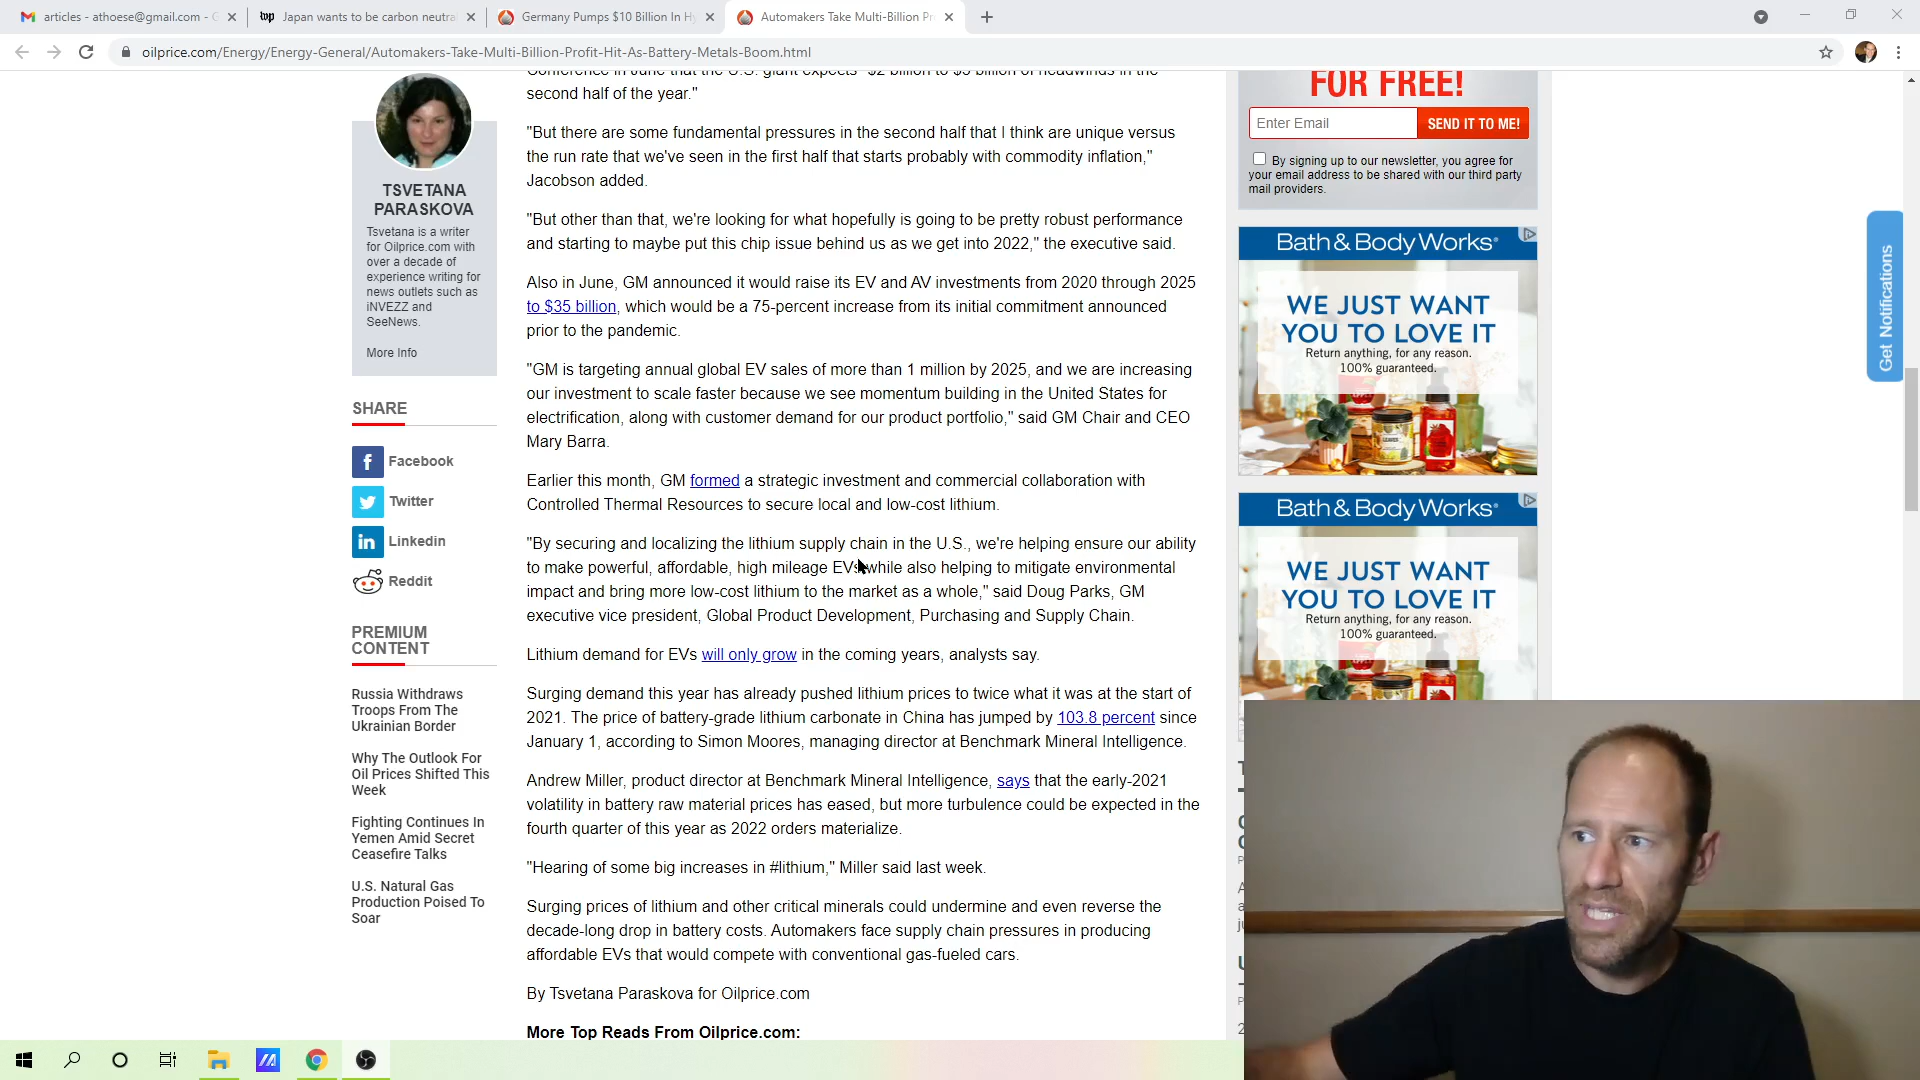 articles - athoese@gmail.com - G
Japan wants to be carbon neutral
Germany Pumps $10 Billion In Hy
Automakers Take Multi-Billion Pr
oilprice.com/Energy/Energy-General/Automakers-Take-Multi-Billion-Profit-Hit-As-Battery-Metals-Boom.html
TSVETANA
PARASKOVA
Tsvetana is a writer
for Oilprice.com with
over a decade of
experience writing for
news outlets such as
iNVEZZ and
SeeNews.
More Info
SHARE
Facebook
Twitter
Linkedin
Reddit
PREMIUM
CONTENT
Russia Withdraws
Troops From The
Ukrainian Border
Why The Outlook For
Oil Prices Shifted This
Week
Fighting Continues In
Yemen Amid Secret
Ceasefire Talks
U.S. Natural Gas
Production Poised To
Soar
Conference in June that the U.S. giant expects "$2 billion to $3 billion of headwinds in the
second half of the year."
"But there are some fundamental pressures in the second half that I think are unique versus
the run rate that we've seen in the first half that starts probably with commodity inflation,"
Jacobson added.
"But other than that, we're looking for what hopefully is going to be pretty robust performance
and starting to maybe put this chip issue behind us as we get into 2022," the executive said.
Also in June, GM announced it would raise its EV and AV investments from 2020 through 2025
to $35 billion, which would be a 75-percent increase from its initial commitment announced
prior to the pandemic.
"GM is targeting annual global EV sales of more than 1 million by 2025, and we are increasing
our investment to scale faster because we see momentum building in the United States for
electrification, along with customer demand for our product portfolio," said GM Chair and CEO
Mary Barra.
Earlier this month, GM formed a strategic investment and commercial collaboration with
Controlled Thermal Resources to secure local and low-cost lithium.
"By securing and localizing the lithium supply chain in the U.S., we're helping ensure our ability
to make powerful, affordable, high mileage EVs while also helping to mitigate environmental
impact and bring more low-cost lithium to the market as a whole," said Doug Parks, GM
executive vice president, Global Product Development, Purchasing and Supply Chain.
Lithium demand for EVs will only grow in the coming years, analysts say.
Surging demand this year has already pushed lithium prices to twice what it was at the start of
2021. The price of battery-grade lithium carbonate in China has jumped by 103.8 percent since
January 1, according to Simon Moores, managing director at Benchmark Mineral Intelligence.
Andrew Miller, product director at Benchmark Mineral Intelligence, says that the early-2021
volatility in battery raw material prices has eased, but more turbulence could be expected in the
fourth quarter of this year as 2022 orders materialize.
"Hearing of some big increases in #lithium," Miller said last week.
Surging prices of lithium and other critical minerals could undermine and even reverse the
decade-long drop in battery costs. Automakers face supply chain pressures in producing
affordable EVs that would compete with conventional gas-fueled cars.
By Tsvetana Paraskova for Oilprice.com
More Top Reads From Oilprice.com:
FOR FREE!
Enter Email
SEND IT TO ME!
By signing up to our newsletter, you agree for
your email address to be shared with our third party
mail providers.
Bath & Body Works
WE JUST WANT
YOU TO LOVE IT
Return anything, for any reason.
100% guaranteed.
Bath & Body Works
WE JUST WANT
YOU TO LOVE IT
Return anything, for any reason.
100% guaranteed.
Get Notifications